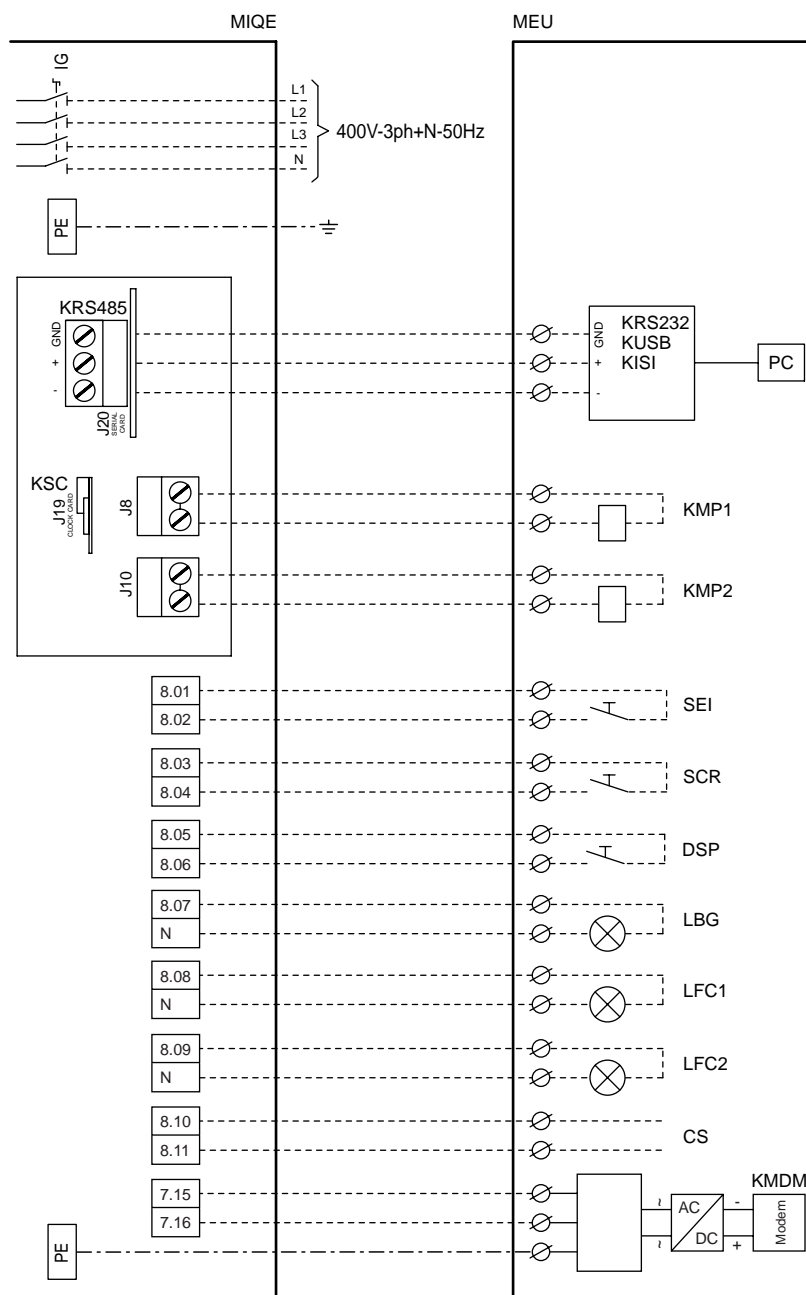 MIQE
MEU
IG
L1
L2
L3
N
400V-3ph+N-50Hz
PE
KRS485
GND
+
-
J20
SERIAL
CARD
GND
+
-
KRS232
KUSB
KISI
PC
KSC
J19
CLOCK CARD
J8
KMP1
J10
KMP2
8.01
8.02
SEI
8.03
8.04
SCR
8.05
8.06
DSP
8.07
N
LBG
8.08
N
LFC1
8.09
N
LFC2
8.10
8.11
CS
7.15
7.16
PE
~
~
AC
DC
-
+
KMDM
Modem